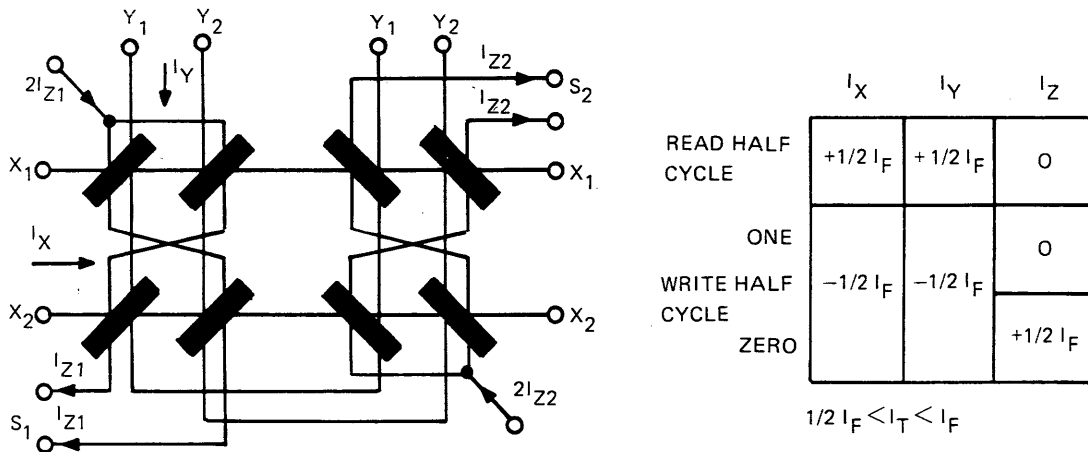 Y1 Y2 Y1 Y2
IY
2IZ1
IZ2
S2
IZ2
X1 X1
IX
X2 X2
IZ1
2IZ2
S1 IZ1
IX IY IZ
READ HALF CYCLE +1/2 IF +1/2 IF 0
ONE 0
WRITE HALF CYCLE −1/2 IF −1/2 IF
ZERO +1/2 IF
1/2 IF < IT < IF